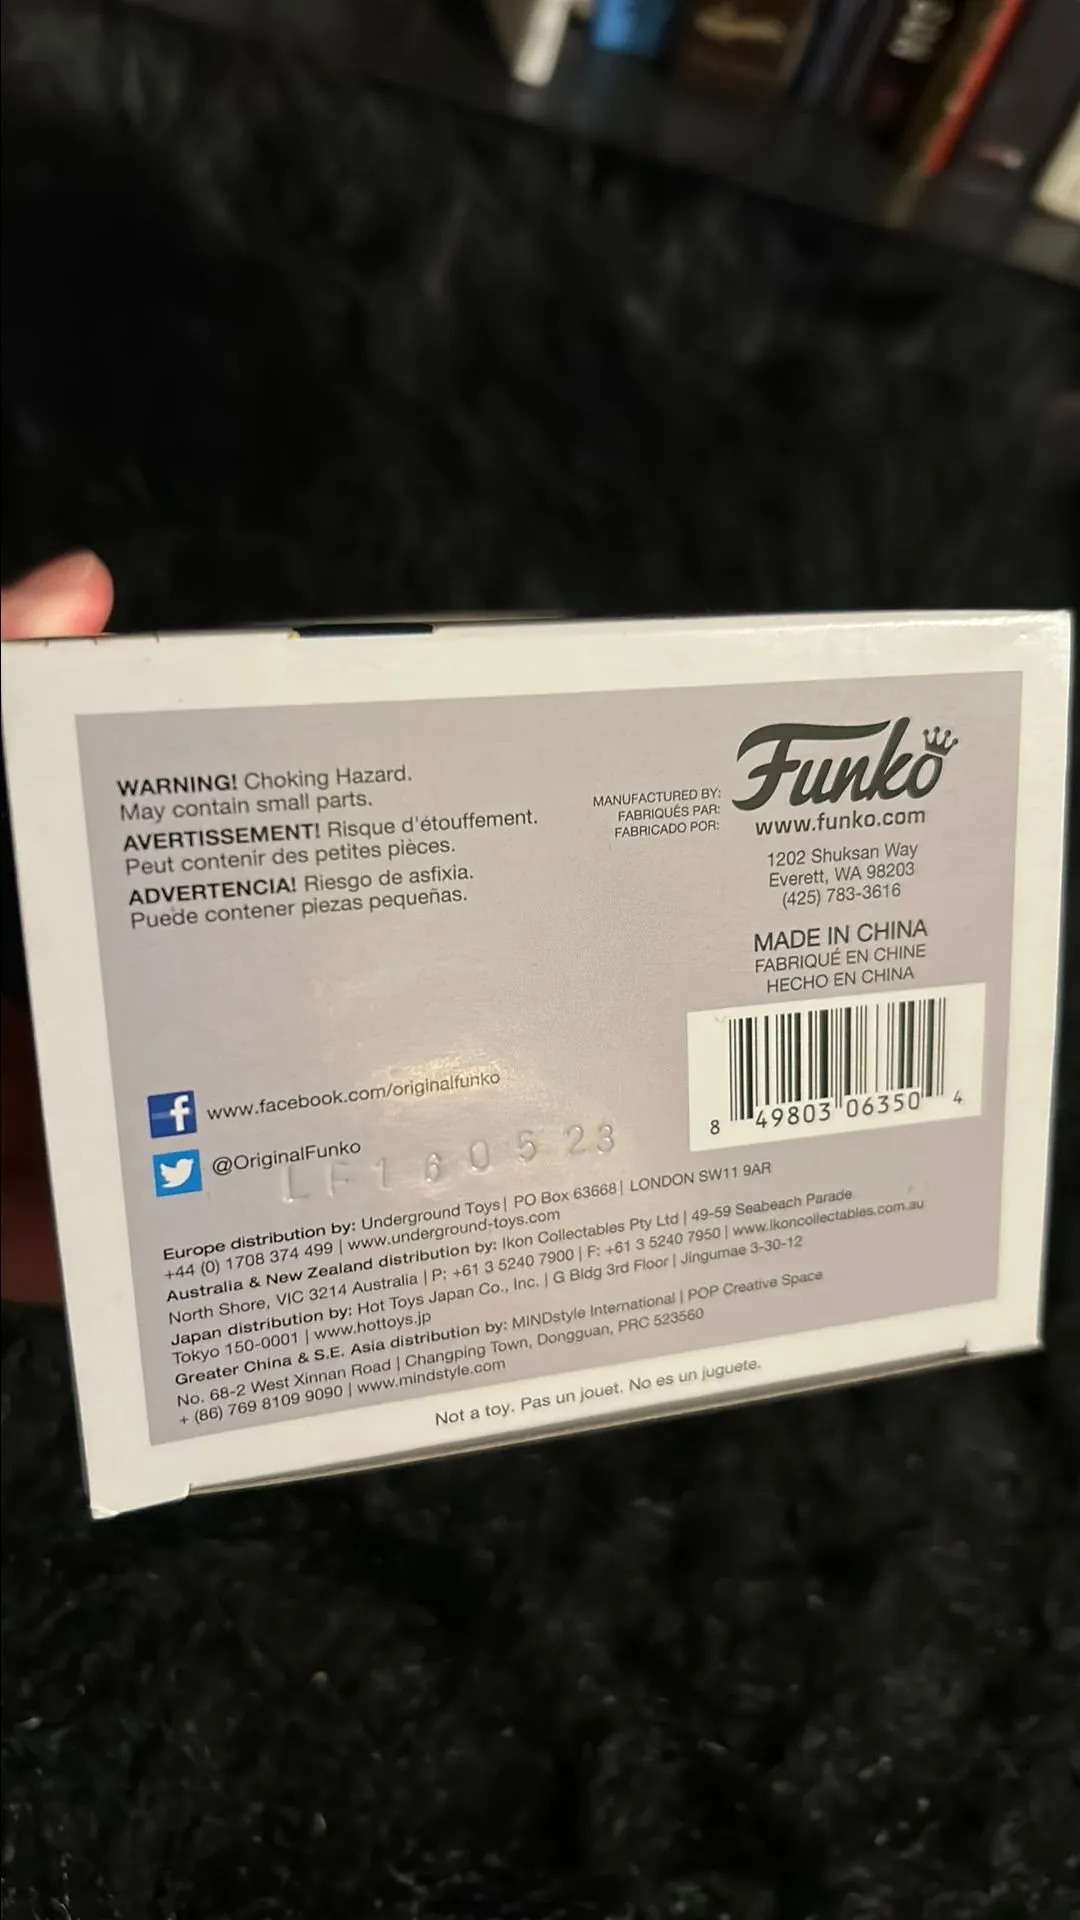 WARNING! Choking Hazard.
May contain small parts.
AVERTISSEMENT! Risque d'étouffement.
Peut contenir des petites pièces.
ADVERTENCIA! Riesgo de asfixia.
Puede contener piezas pequeñas.
MANUFACTURED BY:
FABRIQUÉS PAR:
FABRICADO POR:
Funko
www.funko.com
1202 Shuksan Way
Everett, WA 98203
(425) 783-3616
MADE IN CHINA
FABRIQUÉ EN CHINE
HECHO EN CHINA
8 49803 06350 4
f www.facebook.com/originalfunko
@OriginalFunko
LF160523
Europe distribution by: Underground Toys | PO Box 63668 | LONDON SW11 9AR
+44 (0) 1708 374 499 | www.underground-toys.com
Australia & New Zealand distribution by: Ikon Collectables Pty Ltd | 49-59 Seabeach Parade
North Shore, VIC 3214 Australia | P: +61 3 5240 7900 | F: +61 3 5240 7950 | www.ikoncollectables.com.au
Japan distribution by: Hot Toys Japan Co., Inc. | G Bldg 3rd Floor | Jingumae 3-30-12
Tokyo 150-0001 | www.hottoys.jp
Greater China & S.E. Asia distribution by: MINDstyle International | POP Creative Space
No. 68-2 West Xinnan Road | Changping Town, Dongguan, PRC 523560
+ (86) 769 8109 9090 | www.mindstyle.com
Not a toy. Pas un jouet. No es un juguete.